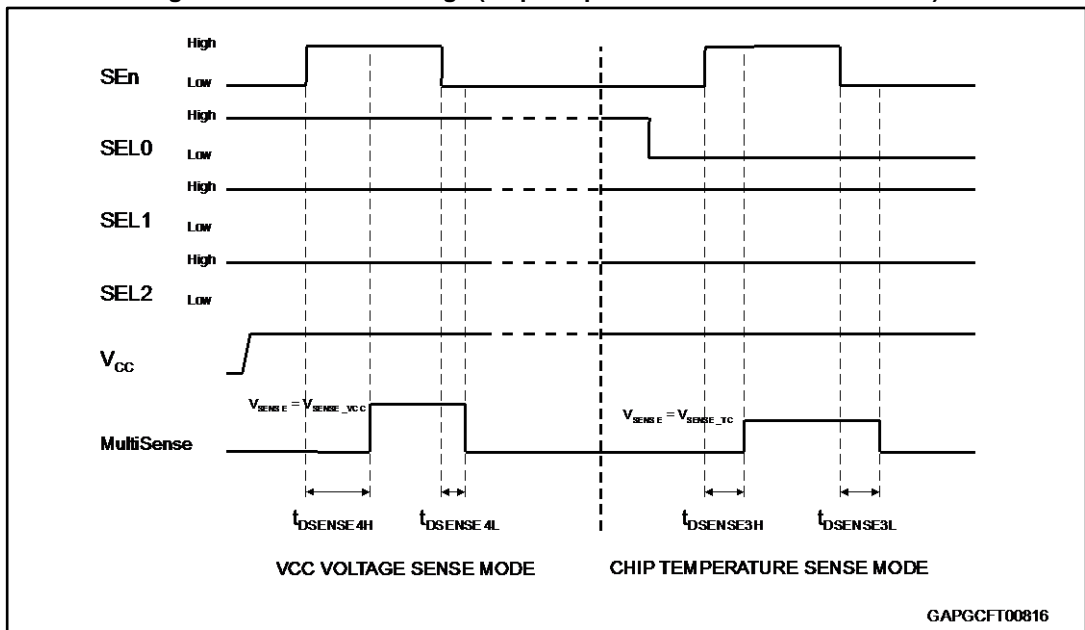 High
SEn
Low
High
SEL0
Low
High
SEL1
Low
High
SEL2
Low
VCC
VSENSE = VSENSE_VCC
VSENSE = VSENSE_TC
MultiSense
tDSENSE4H
tDSENSE4L
tDSENSE3H
tDSENSE3L
VCC VOLTAGE SENSE MODE
CHIP TEMPERATURE SENSE MODE
GAPGCFT00816